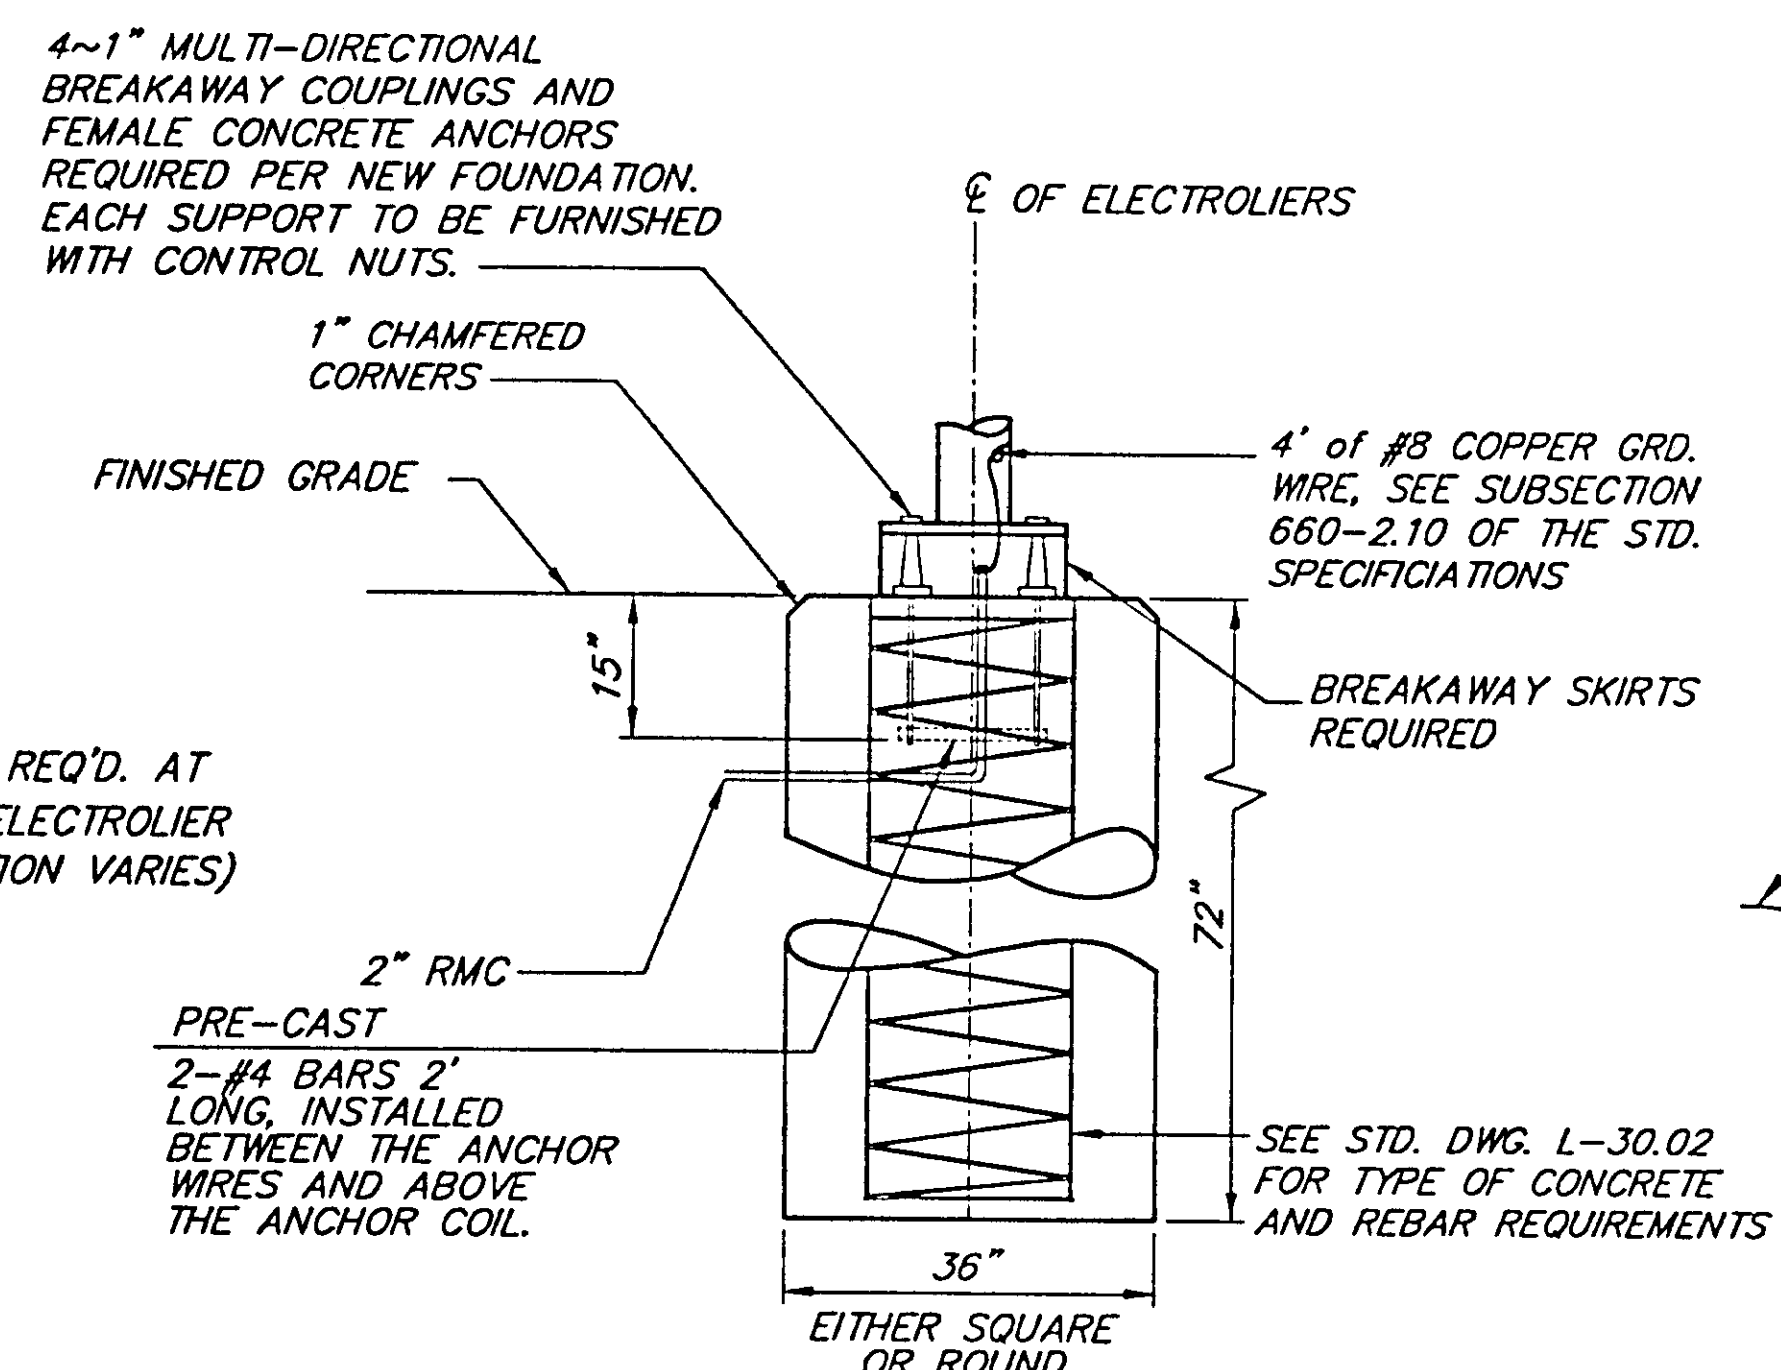 4~1" MULTI-DIRECTIONAL
BREAKAWAY COUPLINGS AND
FEMALE CONCRETE ANCHORS
REQUIRED PER NEW FOUNDATION.
EACH SUPPORT TO BE FURNISHED
WITH CONTROL NUTS.
℄ OF ELECTROLIERS
1" CHAMFERED
CORNERS
FINISHED GRADE
4' of #8 COPPER GRD.
WIRE, SEE SUBSECTION
660-2.10 OF THE STD.
SPECIFICIATIONS
15"
BREAKAWAY SKIRTS
REQUIRED
REQ'D. AT
ELECTROLIER
TION VARIES)
72"
2" RMC
PRE-CAST
2-#4 BARS 2'
LONG, INSTALLED
BETWEEN THE ANCHOR
WIRES AND ABOVE
THE ANCHOR COIL.
SEE STD. DWG. L-30.02
FOR TYPE OF CONCRETE
AND REBAR REQUIREMENTS
36"
EITHER SQUARE
OR ROUND